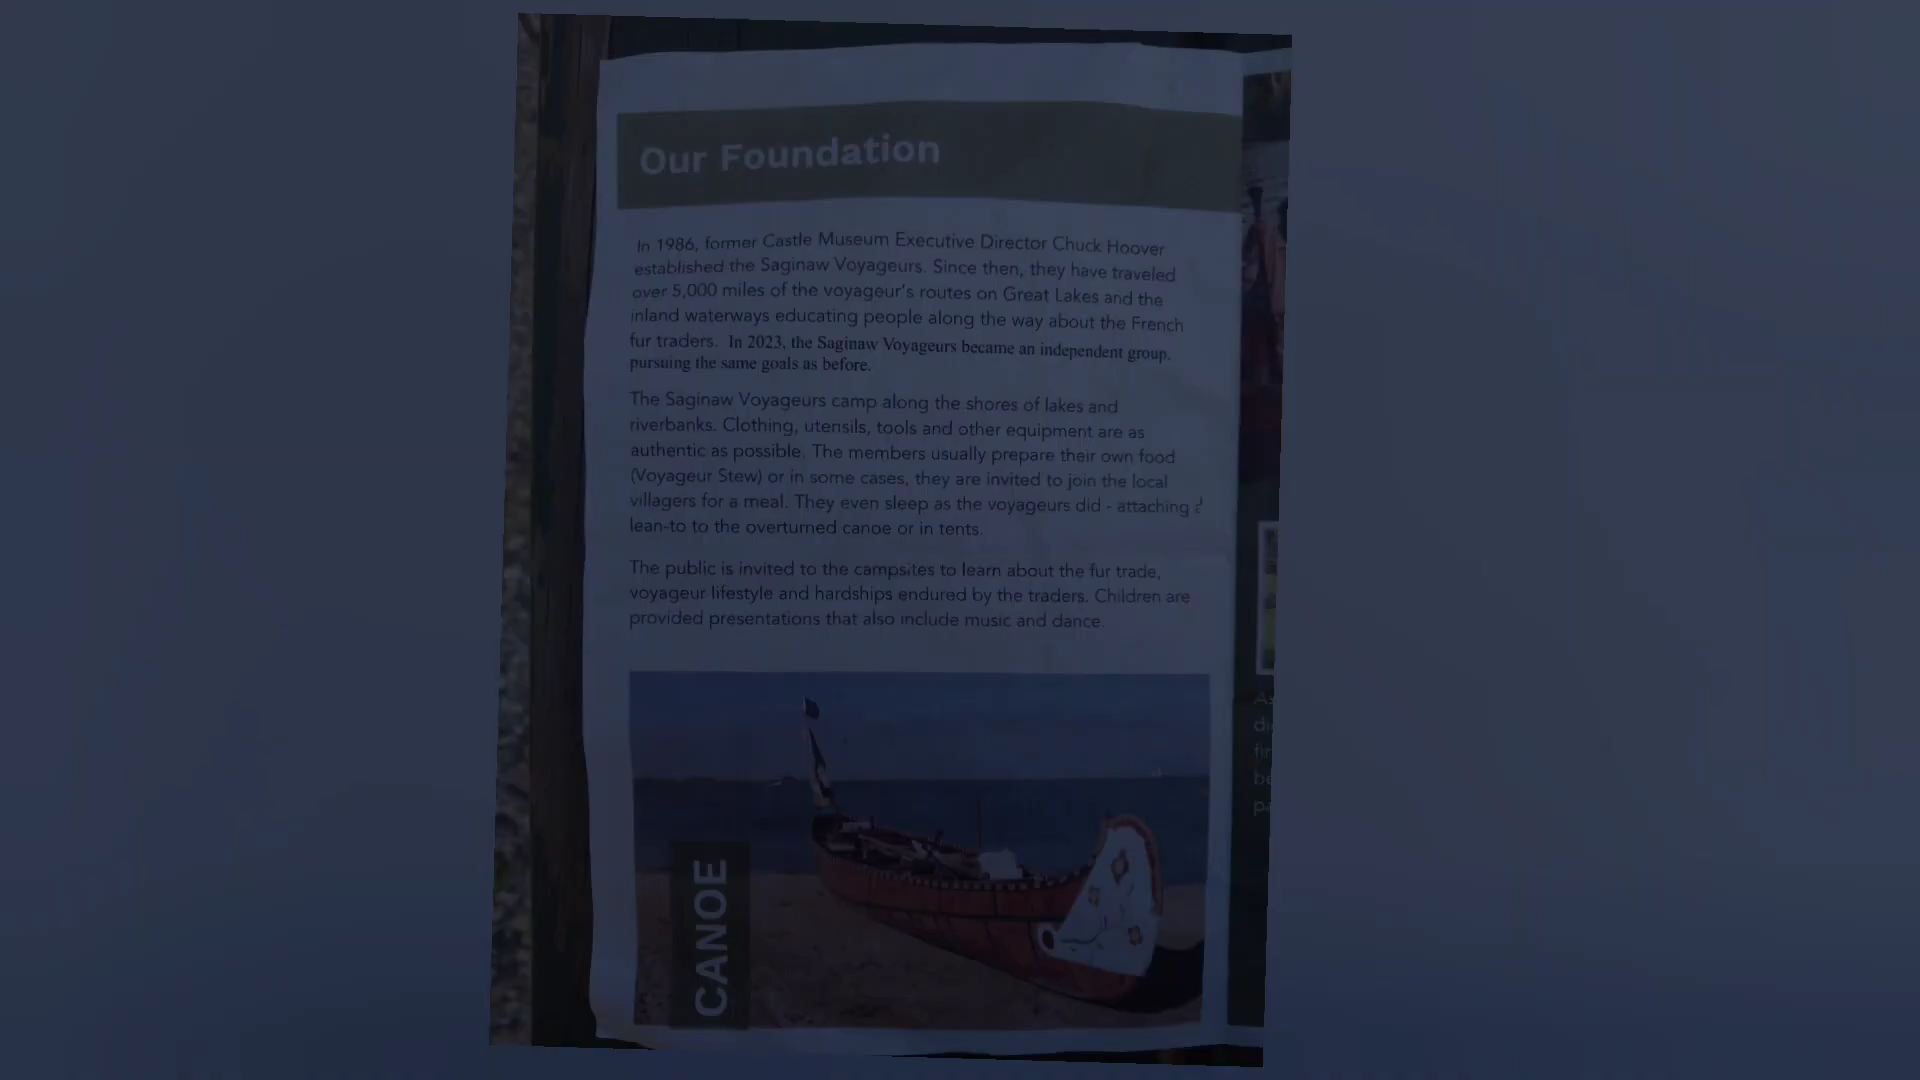 Our Foundation
In 1986, former Castle Museum Executive Director Chuck Hoover
established the Saginaw Voyageurs. Since then, they have traveled
over 5,000 miles of the voyageur's routes on Great Lakes and the
inland waterways educating people along the way about the French
fur traders. In 2023, the Saginaw Voyageurs became an independent group,
pursuing the same goals as before.
The Saginaw Voyageurs camp along the shores of lakes and
riverbanks. Clothing, utensils, tools and other equipment are as
authentic as possible. The members usually prepare their own food
(Voyageur Stew) or in some cases, they are invited to join the local
villagers for a meal. They even sleep as the voyageurs did - attaching a
lean-to to the overturned canoe or in tents.
The public is invited to the campsites to learn about the fur trade,
voyageur lifestyle and hardships endured by the traders. Children are
provided presentations that also include music and dance.
CANOE